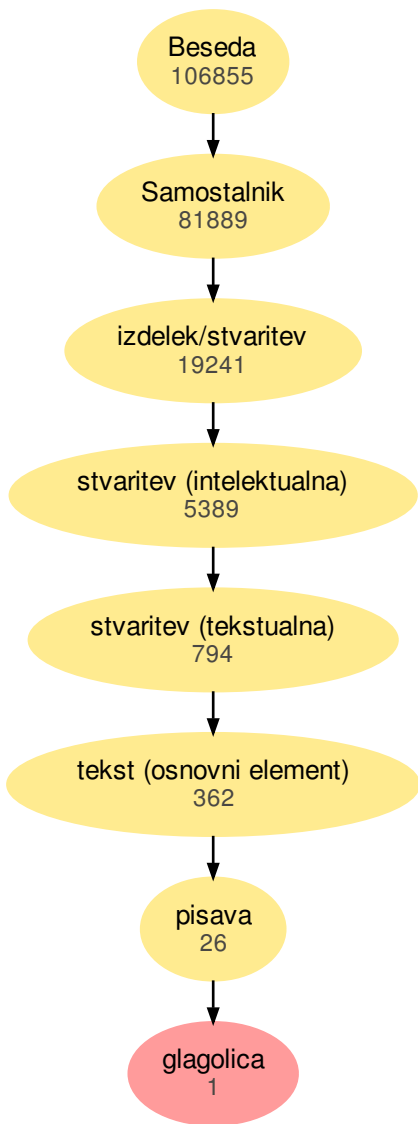 Beseda
106855
Samostalnik
81889
izdelek/stvaritev
19241
stvaritev (intelektualna)
5389
stvaritev (tekstualna)
794
tekst (osnovni element)
362
pisava
26
glagolica
1